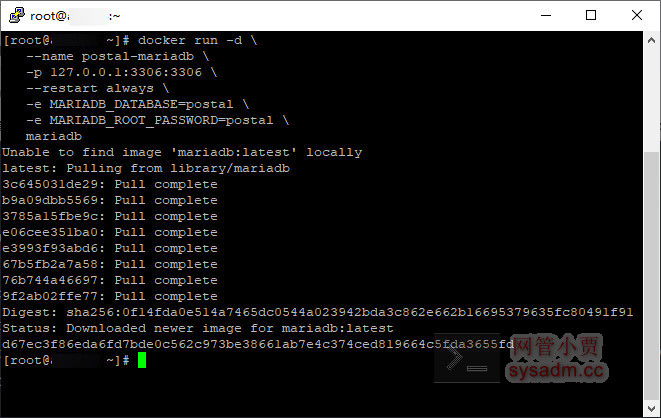 root@a :~
[root@a ~]# docker run -d \
--name postal-mariadb \
-p 127.0.0.1:3306:3306 \
--restart always \
-e MARIADB_DATABASE=postal \
-e MARIADB_ROOT_PASSWORD=postal \
mariadb
Unable to find image 'mariadb:latest' locally
latest: Pulling from library/mariadb
3c645031de29: Pull complete
b9a09dbb5569: Pull complete
3785a15fbe9c: Pull complete
e06cee351ba0: Pull complete
e3993f93abd6: Pull complete
67b5fb2a7a58: Pull complete
76b744a46697: Pull complete
9f2ab02ffe77: Pull complete
Digest: sha256:0f14fda0e514a7465dc0544a023942bda3c862e662b16695379635fc80491f91
Status: Downloaded newer image for mariadb:latest
d67ec3f86eda6fd7bde0c562c973be38661ab7e4c374ced819664c5fda3655fd
[root@a ~]#
网管小贾
sysadm.cc